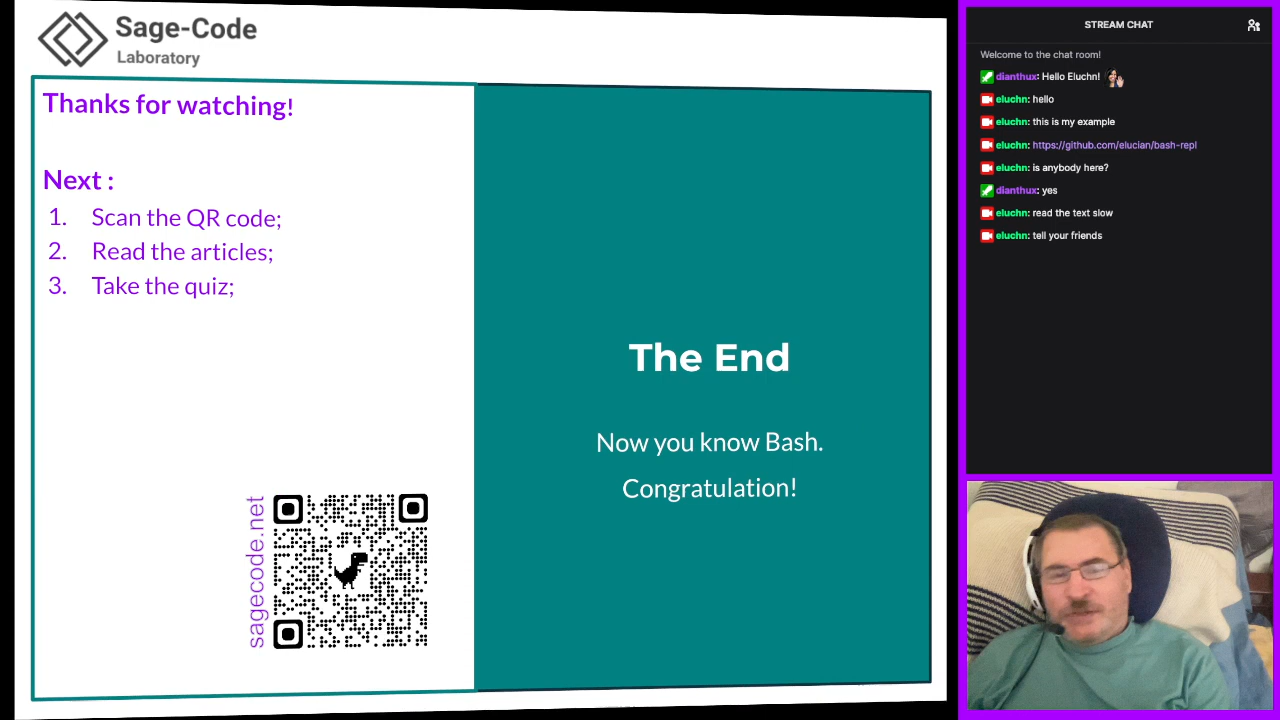 Sage-Code
Laboratory
Thanks for watching!
Next :
1. Scan the QR code;
2. Read the articles;
3. Take the quiz;
sagecode.net
The End
Now you know Bash.
Congratulation!
STREAM CHAT
Welcome to the chat room!
dianthux: Hello Eluchn!
eluchn: hello
eluchn: this is my example
eluchn: https://github.com/elucian/bash-repl
eluchn: is anybody here?
dianthux: yes
eluchn: read the text slow
eluchn: tell your friends